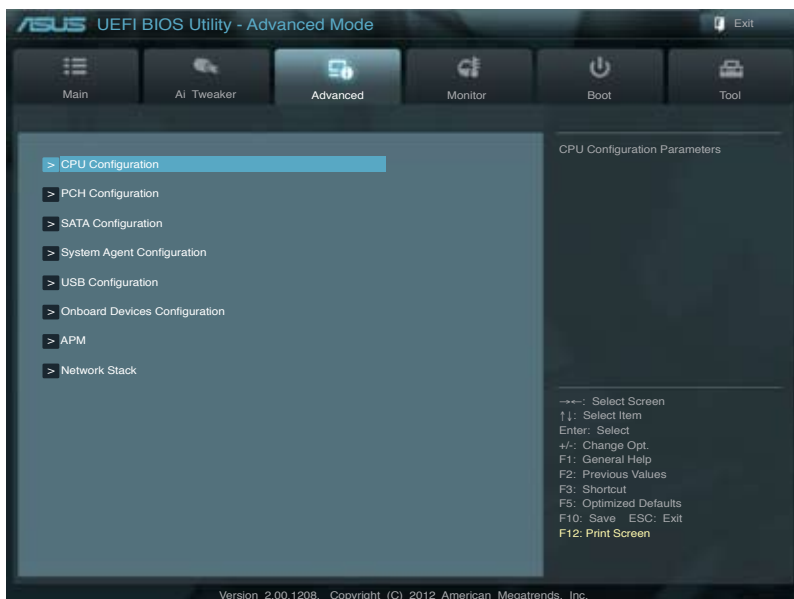 ASUS UEFI BIOS Utility - Advanced Mode
Exit
Main
Ai Tweaker
Advanced
Monitor
Boot
Tool
> CPU Configuration
> PCH Configuration
> SATA Configuration
> System Agent Configuration
> USB Configuration
> Onboard Devices Configuration
> APM
> Network Stack
CPU Configuration Parameters
→←: Select Screen
↑↓: Select Item
Enter: Select
+/-: Change Opt.
F1: General Help
F2: Previous Values
F3: Shortcut
F5: Optimized Defaults
F10: Save ESC: Exit
F12: Print Screen
Version 2.00.1208. Copyright (C) 2012 American Megatrends, Inc.